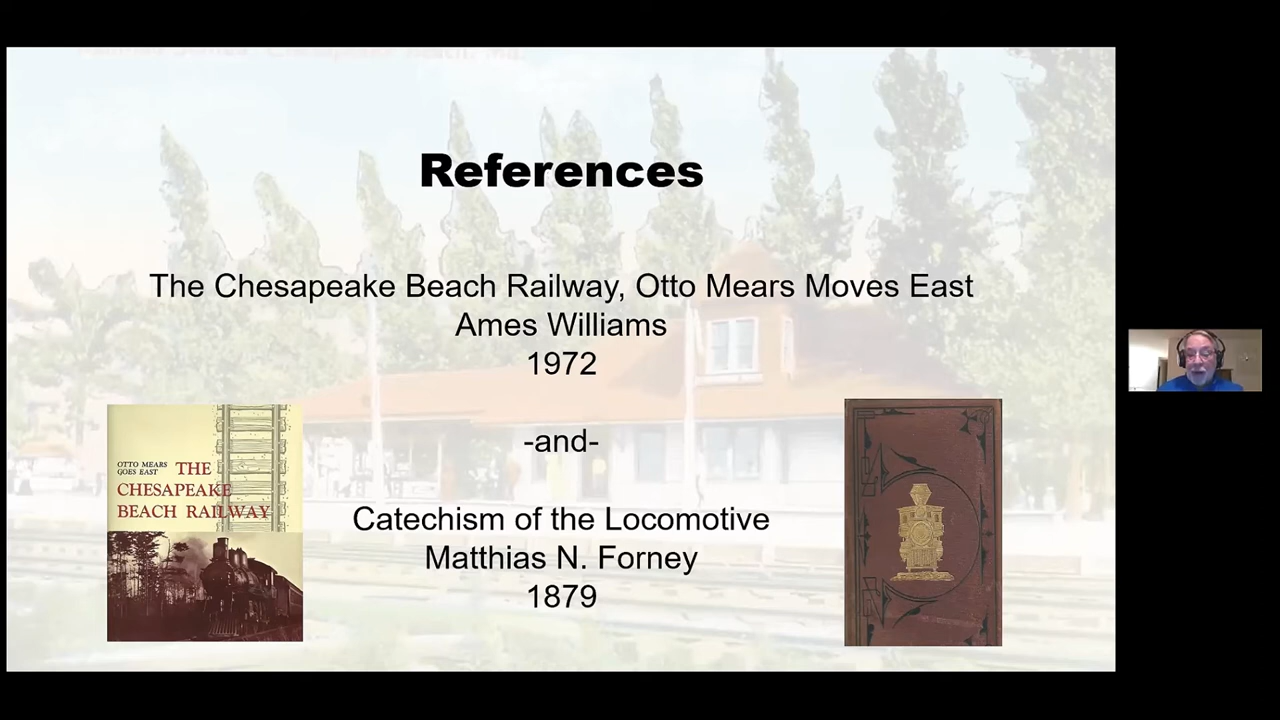 References
The Chesapeake Beach Railway, Otto Mears Moves East
Ames Williams
1972
-and-
Catechism of the Locomotive
Matthias N. Forney
1879
OTTO MEARS
GOES EAST
THE
CHESAPEAKE
BEACH RAILWAY